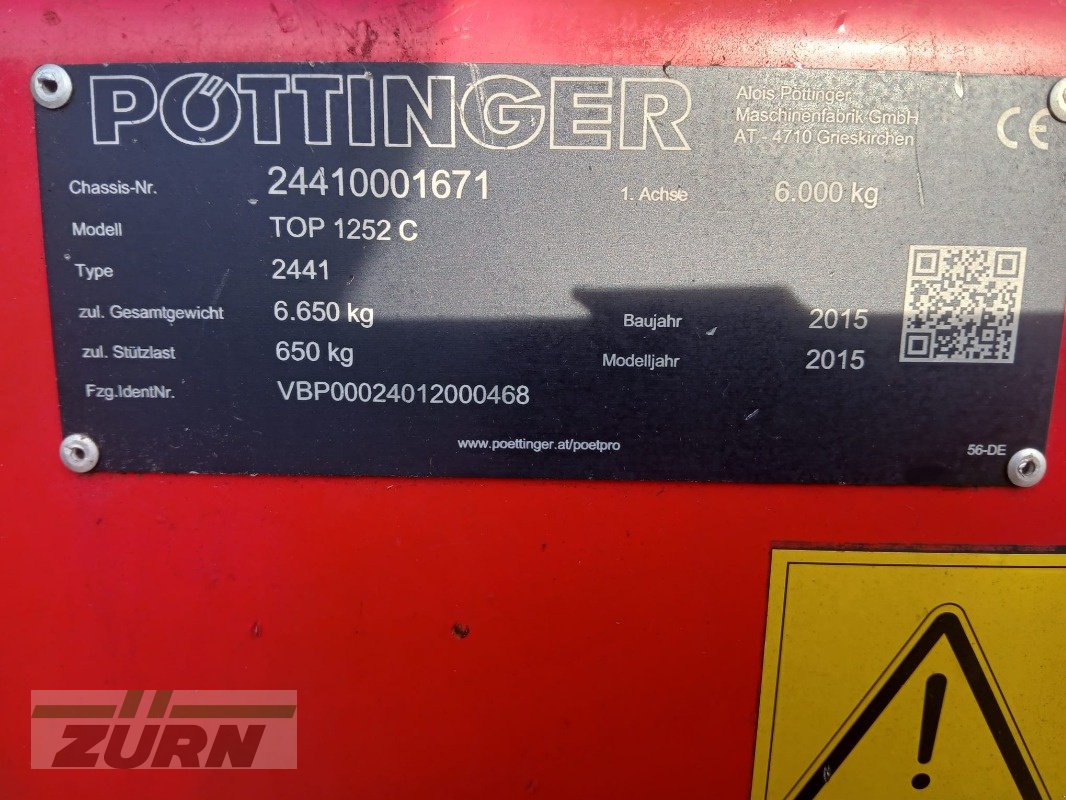 PÖTTINGER
Alois Pöttinger
Maschinenfabrik GmbH
AT - 4710 Grieskirchen
CE
Chassis-Nr. 24410001671 1. Achse 6.000 kg
Modell TOP 1252 C
Type 2441
zul. Gesamtgewicht 6.650 kg Baujahr 2015
zul. Stützlast 650 kg Modelljahr 2015
Fzg.IdentNr. VBP00024012000468
www.poettinger.at/poetpro
56-DE
ZÜRN